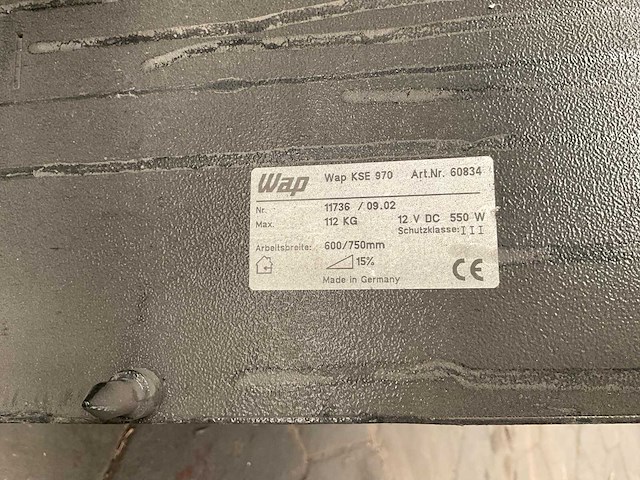 Wap Wap KSE 970 Art.Nr. 60834
Nr. 11736 / 09.02
Max. 112 KG 12 V DC 550 W
Schutzklasse: III
Arbeitsbreite: 600/750mm
15%
CE
Made in Germany